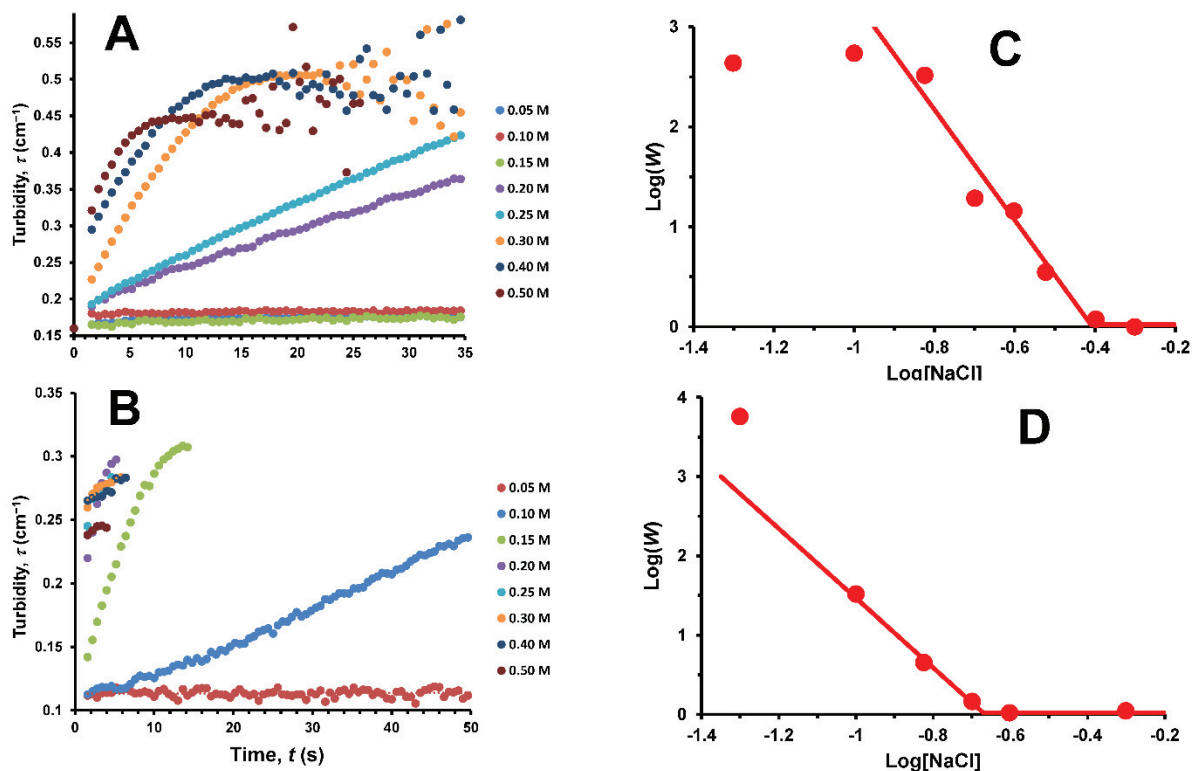 A
Turbidity, τ (cm⁻¹)
0.55
0.5
0.45
0.4
0.35
0.3
0.25
0.2
0.15
0 5 10 15 20 25 30 35
0.05 M
0.10 M
0.15 M
0.20 M
0.25 M
0.30 M
0.40 M
0.50 M
B
Turbidity, τ (cm⁻¹)
0.35
0.3
0.25
0.2
0.15
0.1
0 10 20 30 40 50
Time, t (s)
0.05 M
0.10 M
0.15 M
0.20 M
0.25 M
0.30 M
0.40 M
0.50 M
C
Log(W)
3
2
1
0
-1.4 -1.2 -1 -0.8 -0.6 -0.4 -0.2
Log[NaCl]
D
Log(W)
4
3
2
1
0
-1.4 -1.2 -1 -0.8 -0.6 -0.4 -0.2
Log[NaCl]